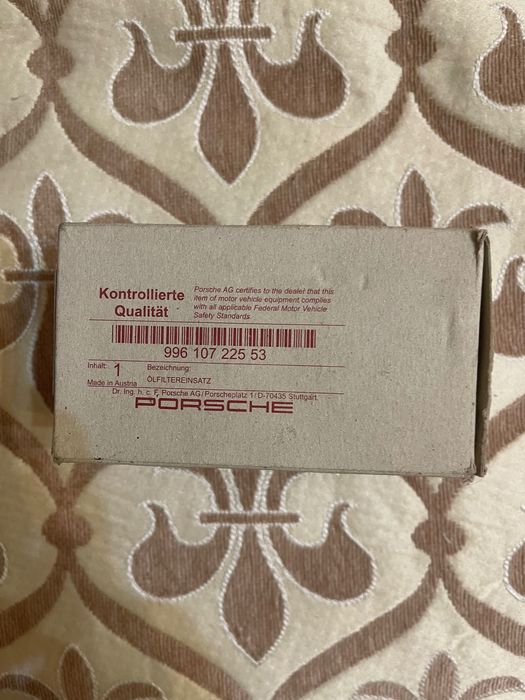 Kontrollierte
Qualität
Porsche AG certifies to the dealer that this
item of motor vehicle equipment complies
with all applicable Federal Motor Vehicle
Safety Standards.
996 107 225 53
Inhalt: 1 Bezeichnung:
Made in Austria ÖLFILTEREINSATZ
Dr. Ing. h. c. F. Porsche AG/Porscheplatz 1/D-70435 Stuttgart
PORSCHE